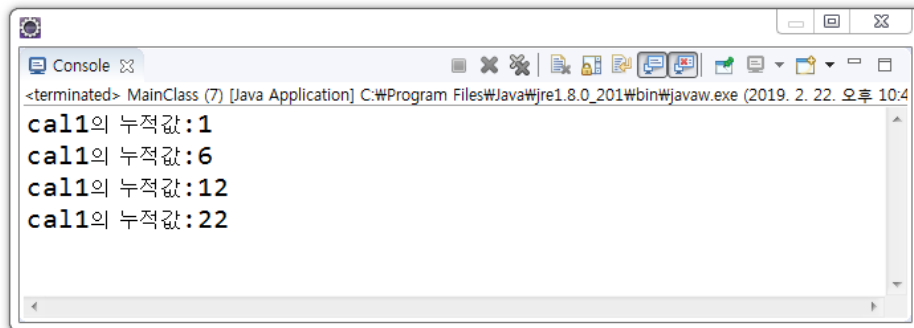 Console
<terminated> MainClass (7) [Java Application] C:₩Program Files₩Java₩jre1.8.0_201₩bin₩javaw.exe (2019. 2. 22. 오후 10:4
cal1의 누적값:1
cal1의 누적값:6
cal1의 누적값:12
cal1의 누적값:22